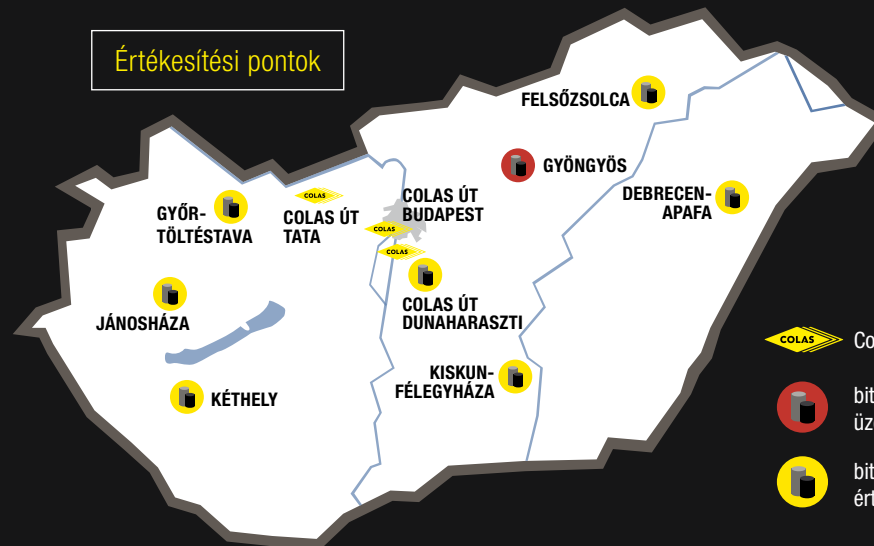 Értékesítési pontok
FELSŐZSOLCA
GYÖNGYÖS
DEBRECEN-
APAFA
COLAS
COLAS ÚT
TATA
GYŐR-
TÖLTÉSTAVA
COLAS ÚT
BUDAPEST
COLAS
COLAS
COLAS ÚT
DUNAHARASZTI
JÁNOSHÁZA
KISKUN-
FÉLEGYHÁZA
KÉTHELY
COLAS Co
bit
üz
bit
ért